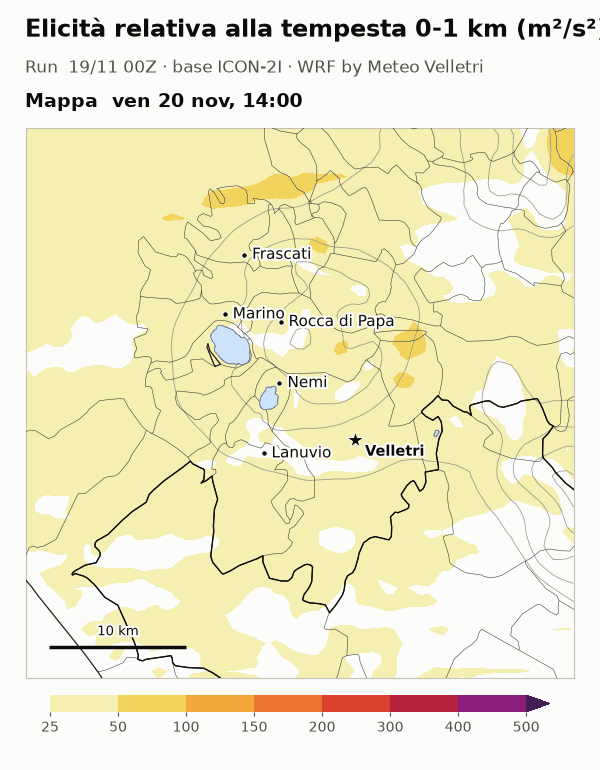 Elicità relativa alla tempesta 0-1 km (m²/s²)
Run 19/11 00Z · base ICON-2I · WRF by Meteo Velletri
Mappa ven 20 nov, 14:00
Frascati
Marino
Rocca di Papa
Nemi
Velletri
Lanuvio
10 km
25 50 100 150 200 300 400 500